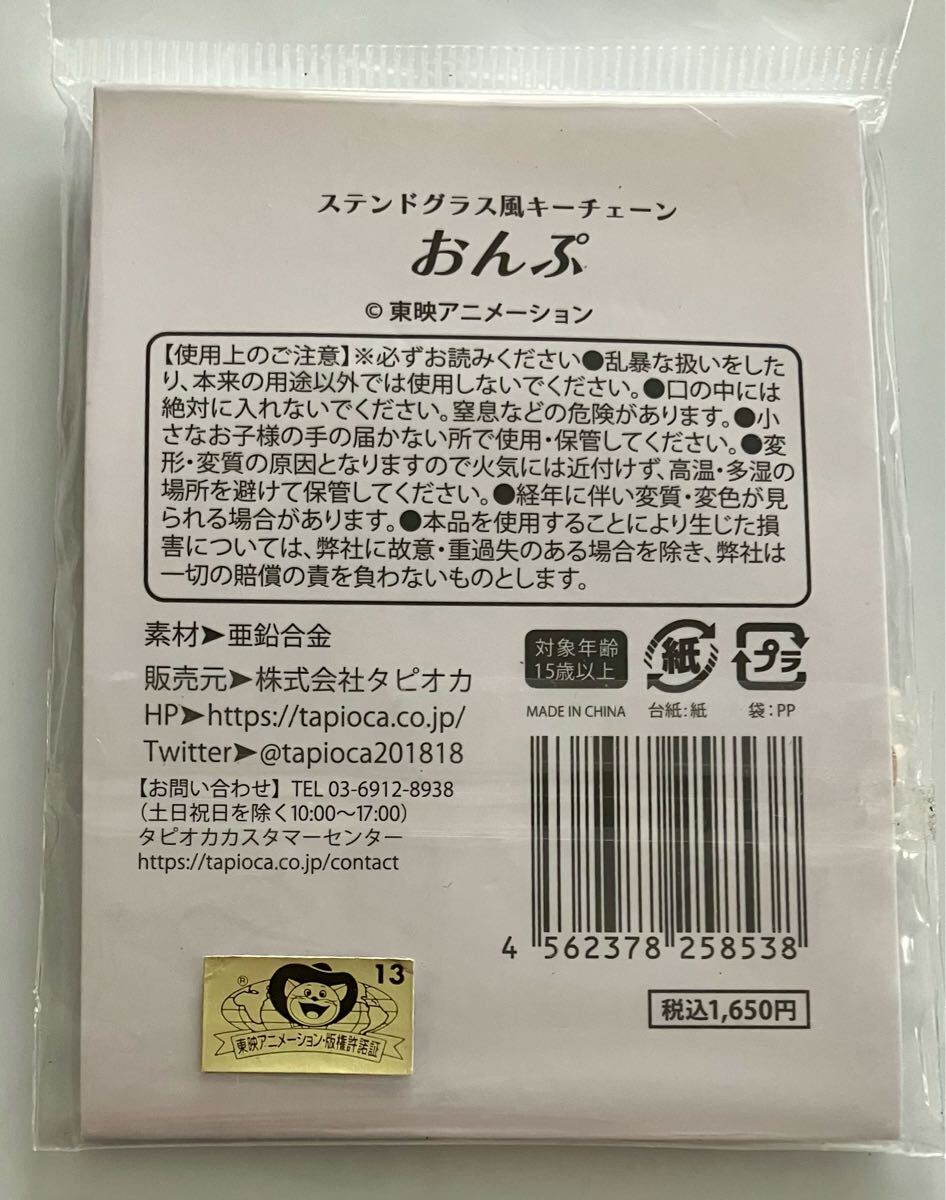 ステンドグラス風キーチェーン
おんぷ
© 東映アニメーション
【使用上のご注意】※必ずお読みください●乱暴な扱いをした
り、本来の用途以外では使用しないでください。●口の中には
絶対に入れないでください。窒息などの危険があります。●小
さなお子様の手の届かない所で使用・保管してください。●変
形・変質の原因となりますので火気には近付けず、高温・多湿の
場所を避けて保管してください。●経年に伴い変質・変色が見
られる場合があります。●本品を使用することにより生じた損
害については、弊社に故意・重過失のある場合を除き、弊社は
一切の賠償の責を負わないものとします。
素材➤亜鉛合金
販売元➤株式会社タピオカ
HP➤https://tapioca.co.jp/
Twitter➤@tapioca201818
【お問い合わせ】TEL 03-6912-8938
（土日祝日を除く10:00〜17:00）
タピオカカスタマーセンター
https://tapioca.co.jp/contact
対象年齢
15歳以上
MADE IN CHINA
紙
台紙：紙
プラ
袋：PP
4 562378 258538
税込1,650円
13
®
東映アニメーション・版権許諾証